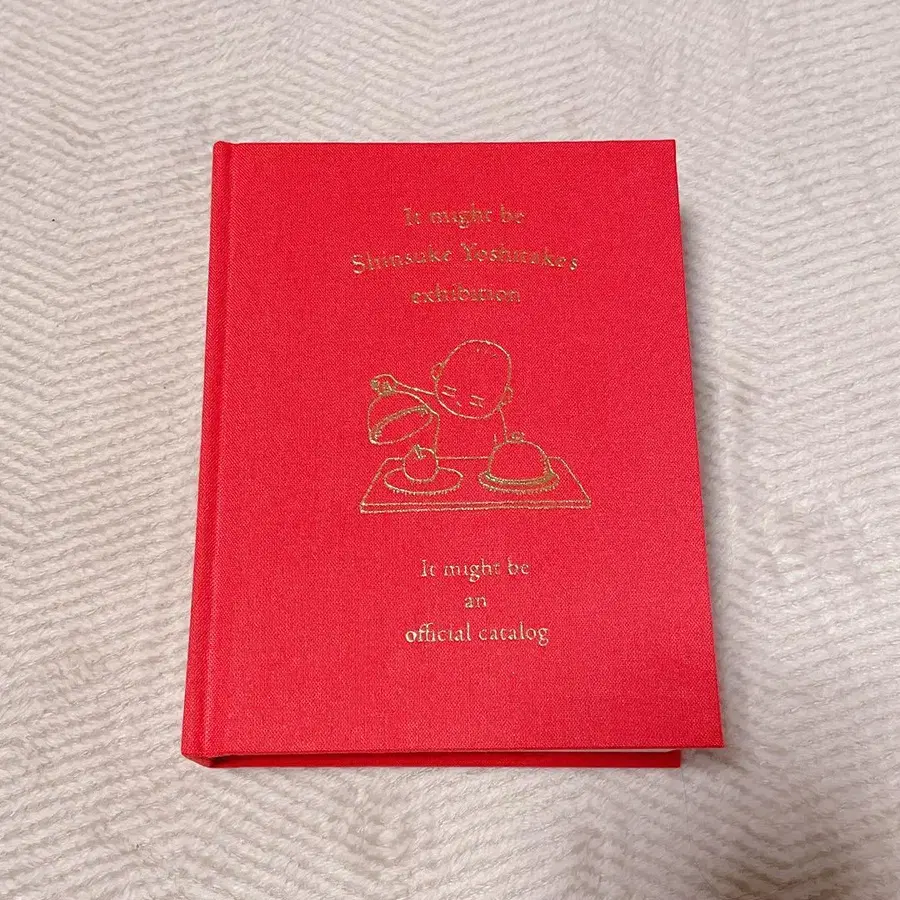 It might be
Shinsuke Yoshitake's
exhibition
It might be
an
official catalog